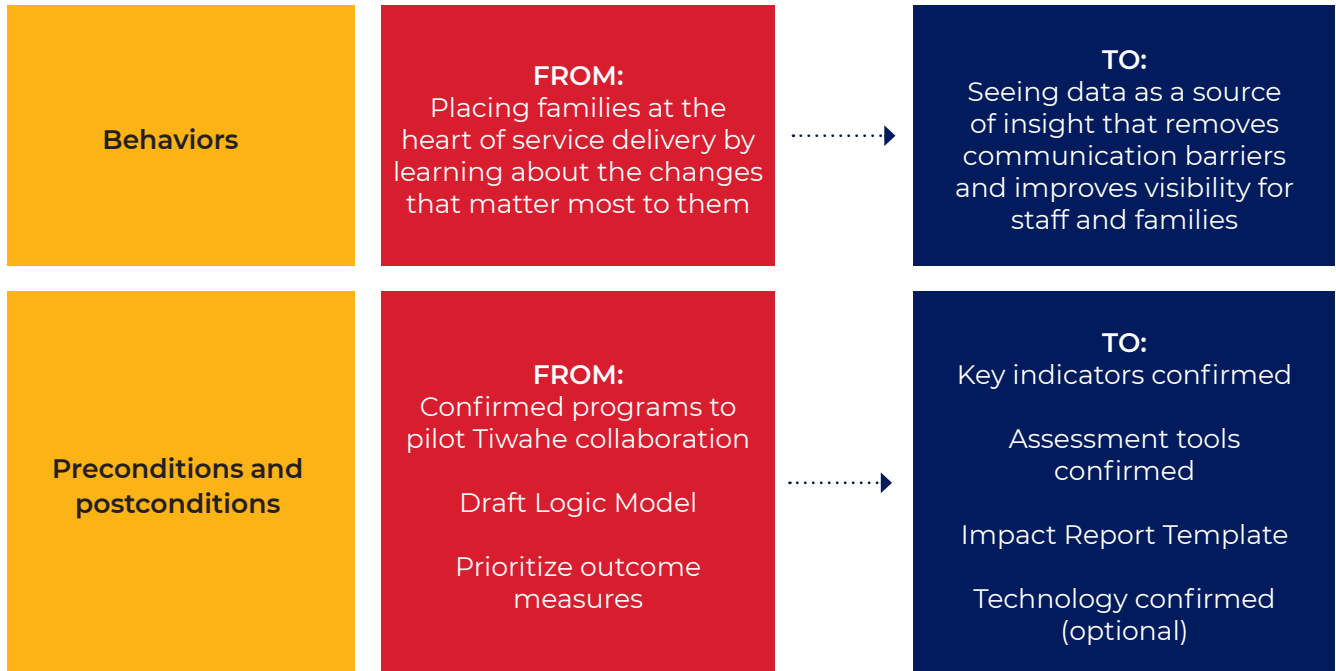 Behaviors
FROM:
Placing families at the
heart of service delivery by
learning about the changes
that matter most to them
TO:
Seeing data as a source
of insight that removes
communication barriers
and improves visibility for
staff and families
Preconditions and
postconditions
FROM:
Confirmed programs to
pilot Tiwahe collaboration
Draft Logic Model
Prioritize outcome
measures
TO:
Key indicators confirmed
Assessment tools
confirmed
Impact Report Template
Technology confirmed
(optional)